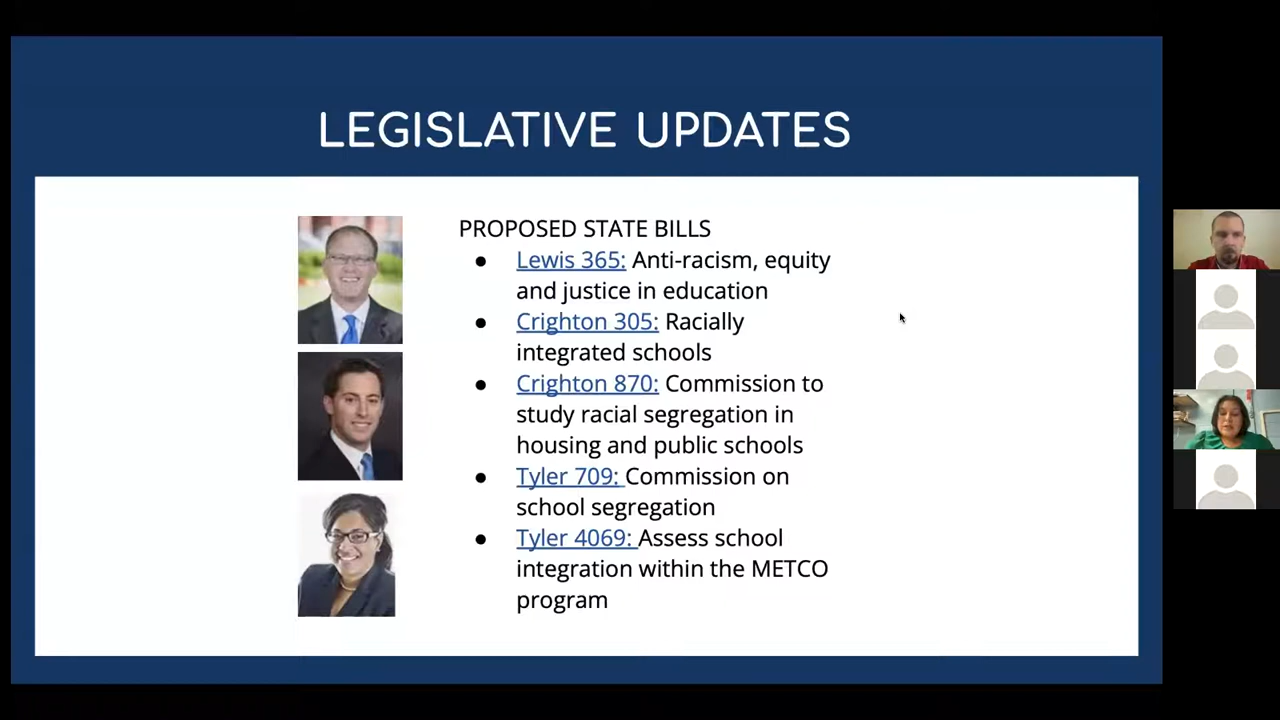 LEGISLATIVE UPDATES
PROPOSED STATE BILLS
● Lewis 365: Anti-racism, equity
and justice in education
● Crighton 305: Racially
integrated schools
● Crighton 870: Commission to
study racial segregation in
housing and public schools
● Tyler 709: Commission on
school segregation
● Tyler 4069: Assess school
integration within the METCO
program